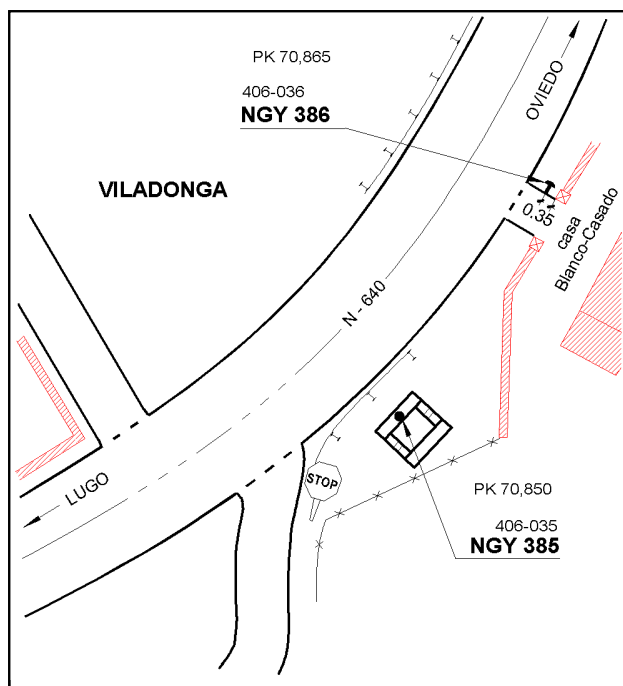 PK 70,865
406-036
NGY 386
OVIEDO
VILADONGA
0.35
casa
Blanco-Casado
N - 640
LUGO
STOP
PK 70,850
406-035
NGY 385